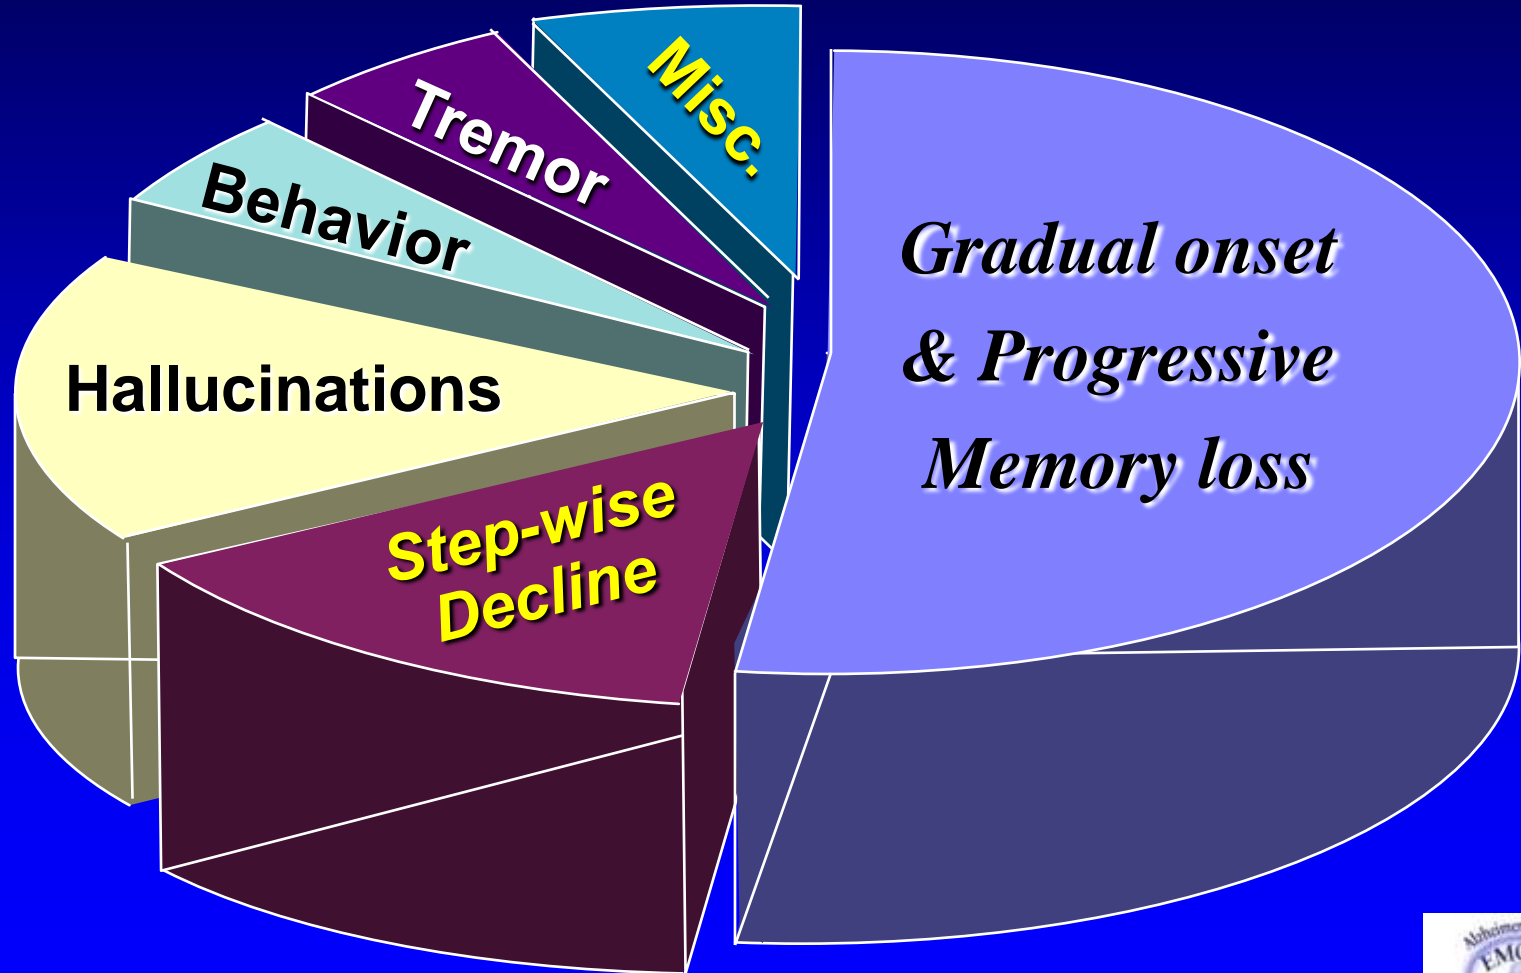 Misc.
Tremor
Behavior
Hallucinations
Step-wise
Decline
Gradual onset
& Progressive
Memory loss